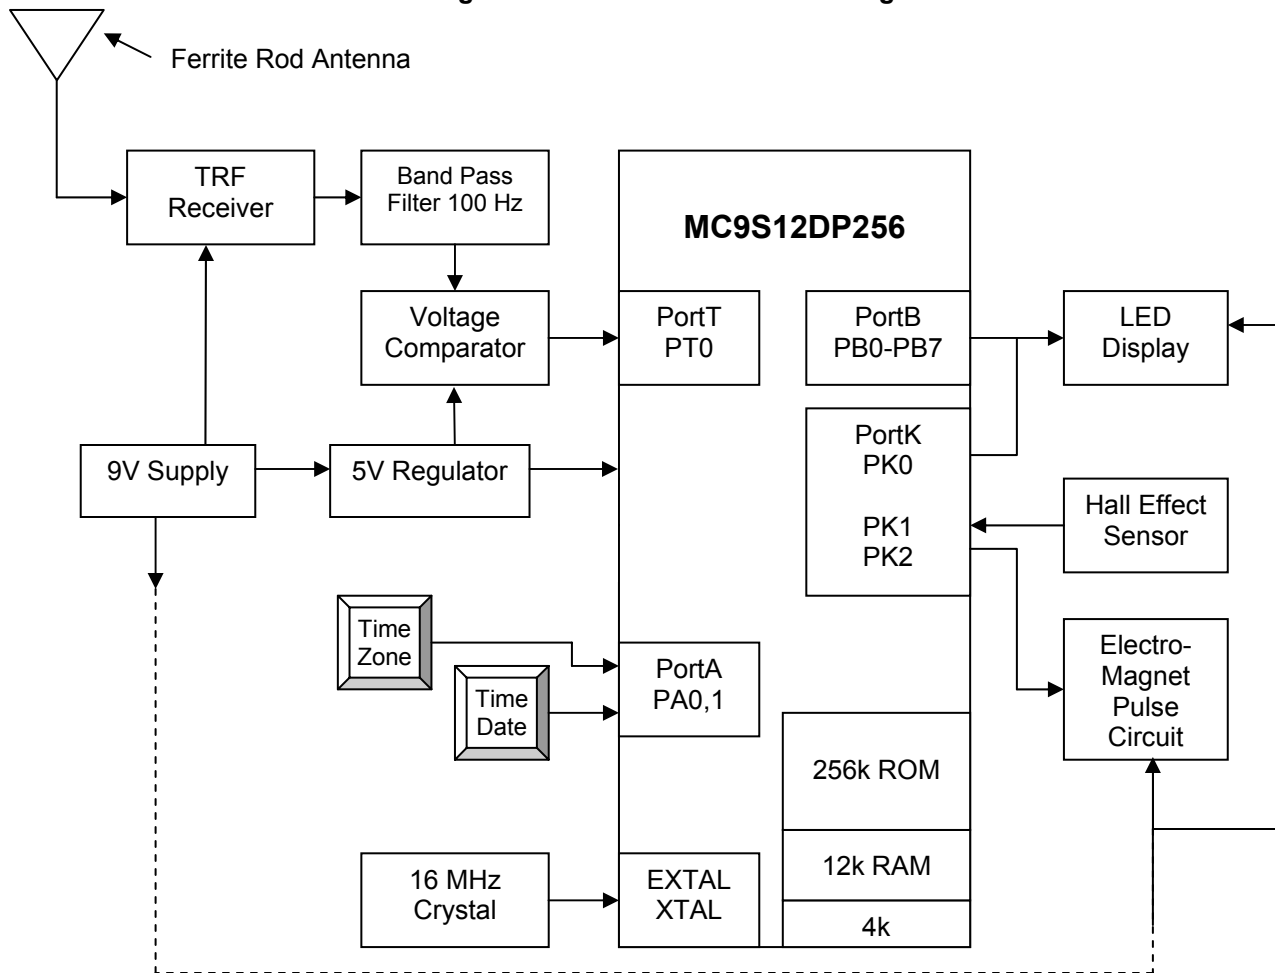 Ferrite Rod Antenna
TRF
Receiver
Band Pass
Filter 100 Hz
MC9S12DP256
Voltage
Comparator
PortT
PT0
PortB
PB0-PB7
LED
Display
PortK
PK0
9V Supply
5V Regulator
PK1
PK2
Hall Effect
Sensor
Time
Zone
Time
Date
PortA
PA0,1
Electro-
Magnet
Pulse
Circuit
256k ROM
12k RAM
4k
16 MHz
Crystal
EXTAL
XTAL